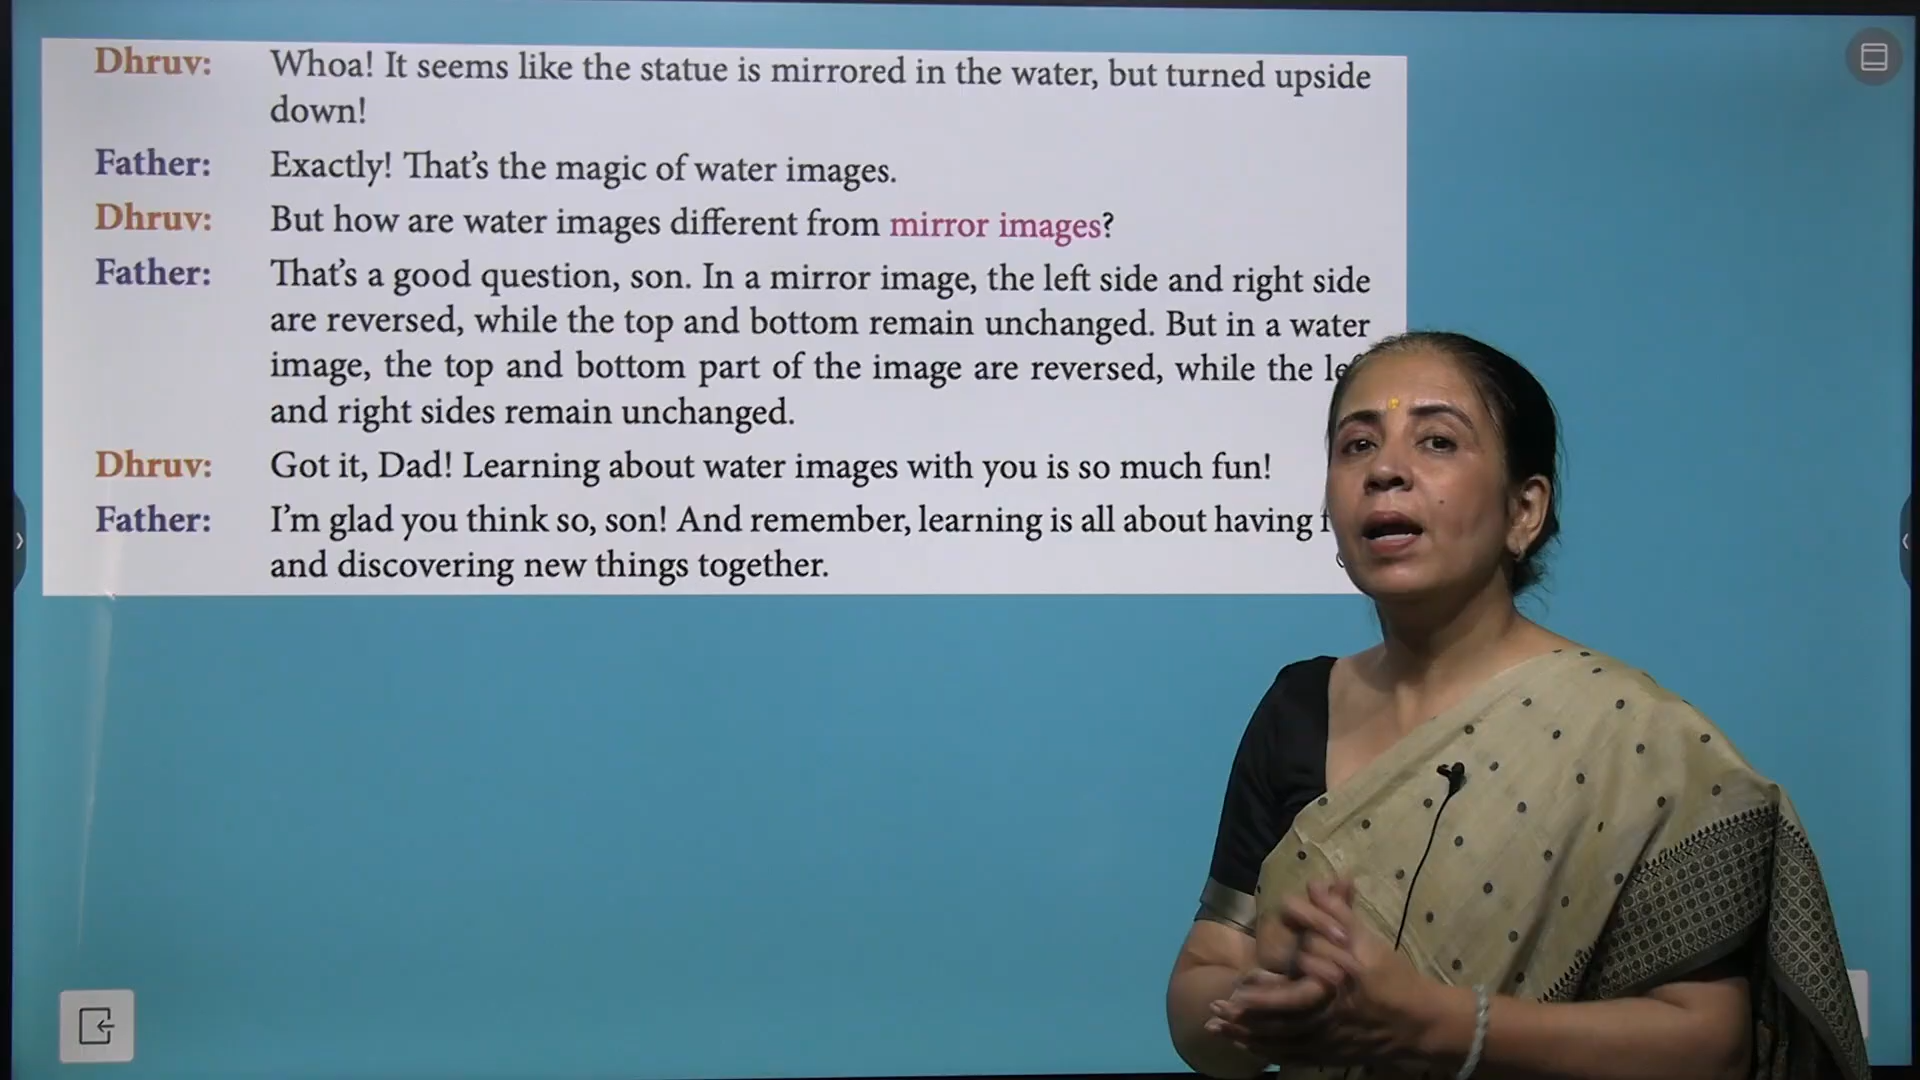 Dhruv: Whoa! It seems like the statue is mirrored in the water, but turned upside
down!
Father: Exactly! That's the magic of water images.
Dhruv: But how are water images different from mirror images?
Father: That's a good question, son. In a mirror image, the left side and right side
are reversed, while the top and bottom remain unchanged. But in a water
image, the top and bottom part of the image are reversed, while the
and right sides remain unchanged.
Dhruv: Got it, Dad! Learning about water images with you is so much fun!
Father: I'm glad you think so, son! And remember, learning is all about having
and discovering new things together.